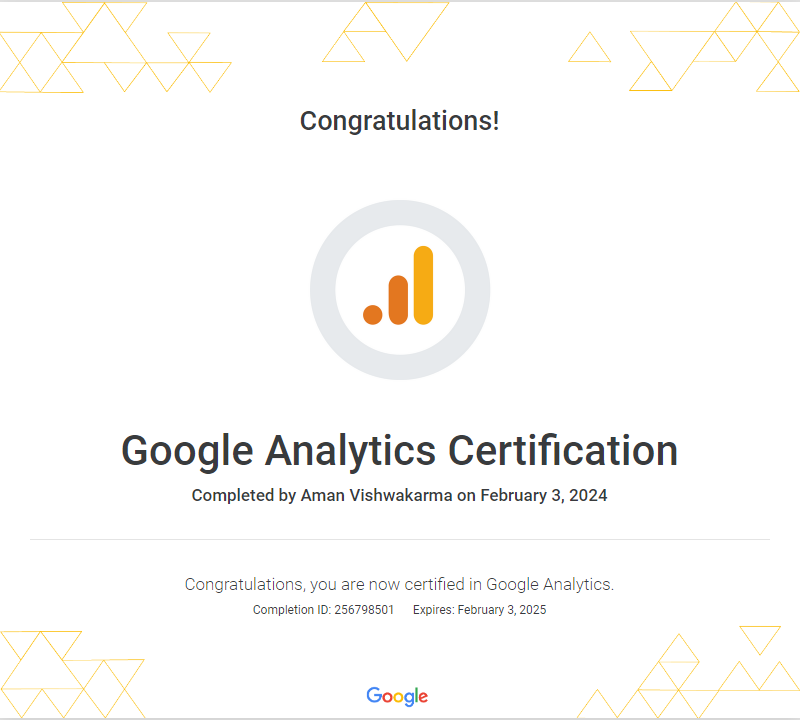 Congratulations!
Google Analytics Certification
Completed by Aman Vishwakarma on February 3, 2024
Congratulations, you are now certified in Google Analytics.
Completion ID: 256798501 Expires: February 3, 2025
Google